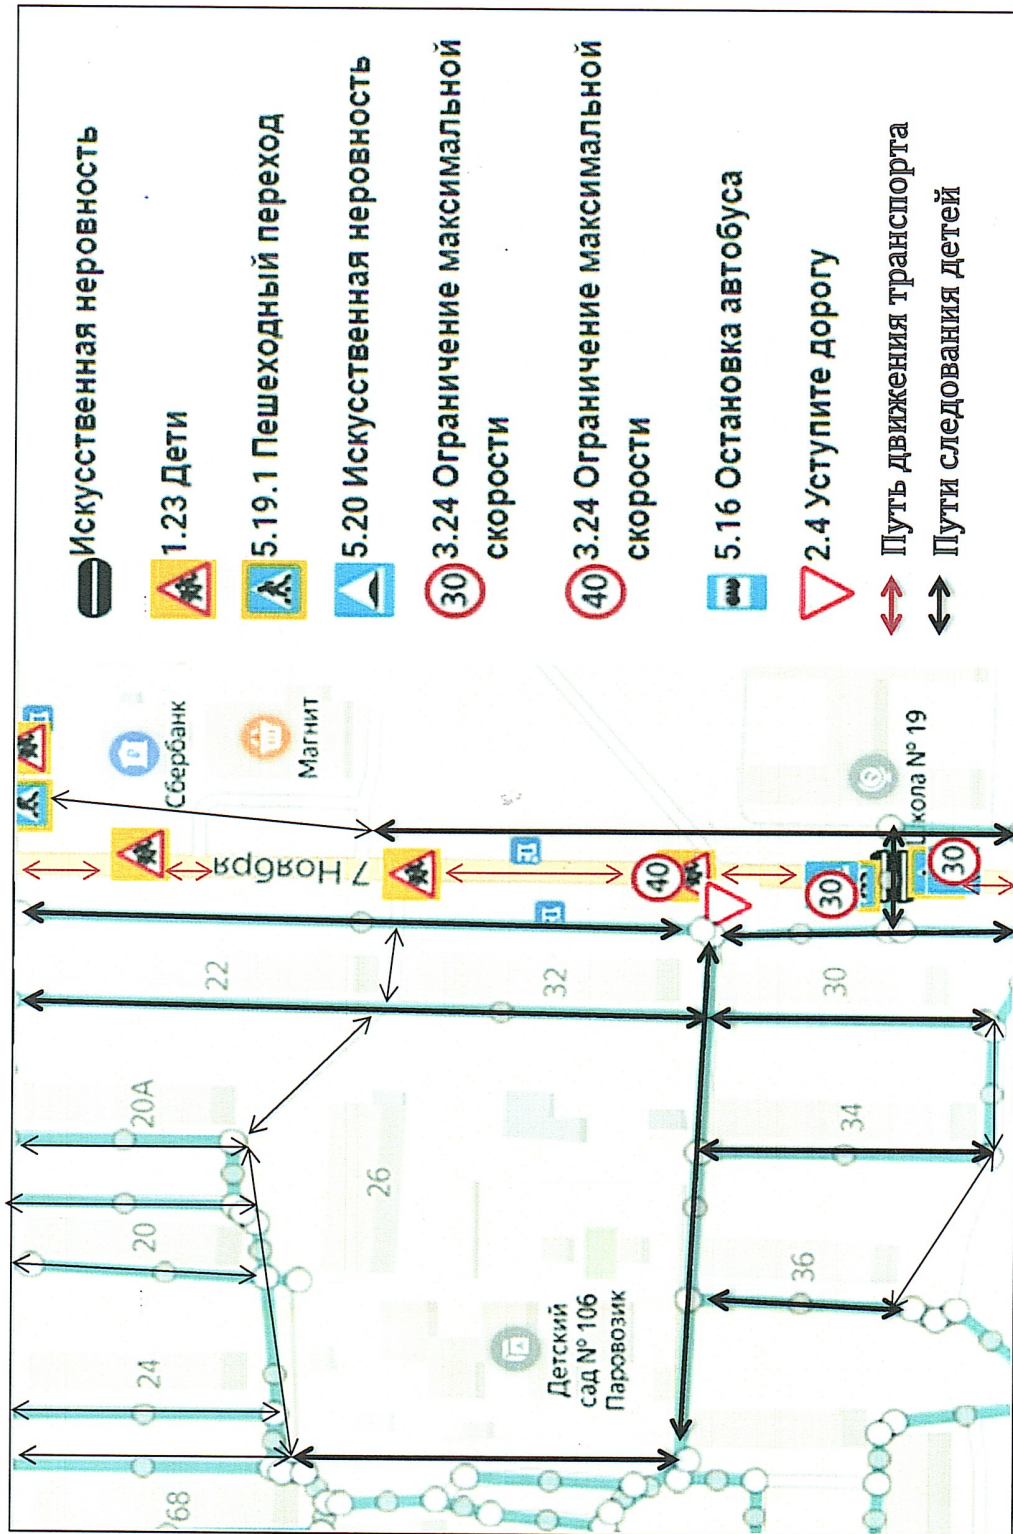 Искусственная неровность
1.23 Дети
5.19.1 Пешеходный переход
5.20 Искусственная неровность
30
3.24 Ограничение максимальной
скорости
40
3.24 Ограничение максимальной
скорости
5.16 Остановка автобуса
2.4 Уступите дорогу
Путь движения транспорта
Пути следования детей
Сбербанк
Магнит
7 Ноября
40
30
30
кола № 19
22
32
30
20А
20
26
34
36
24
68
Детский
сад № 106
Паровозик